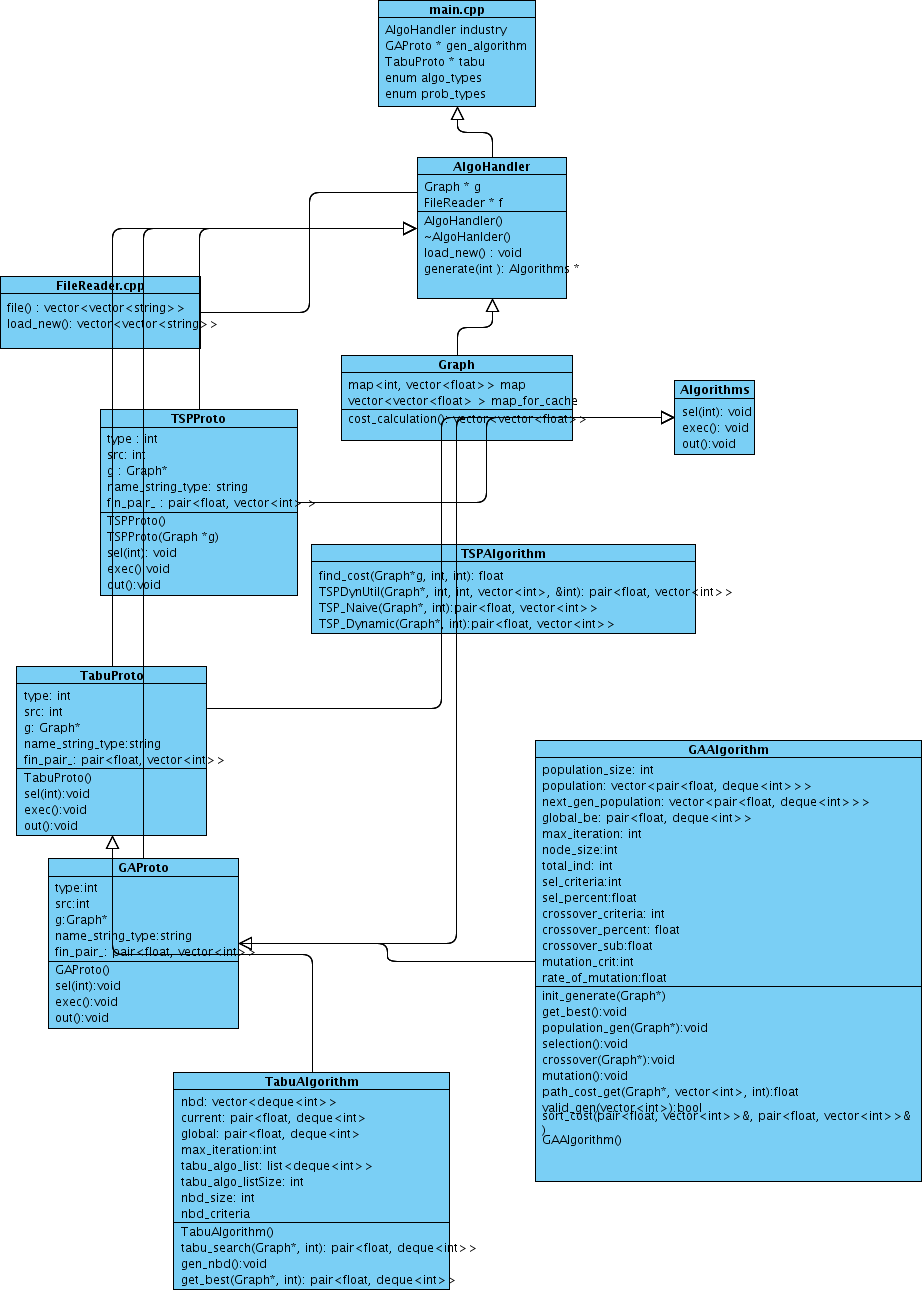 main.cpp
AlgoHandler industry
GAProto * gen_algorithm
TabuProto * tabu
enum algo_types
enum prob_types
AlgoHandler
Graph * g
FileReader * f
AlgoHandler()
~AlgoHanlder()
load_new() : void
generate(int ): Algorithms *
FileReader.cpp
file() : vector<vector<string>>
load_new(): vector<vector<string>>
Graph
map<int, vector<float>> map
vector<vector<float> > map_for_cache
cost_calculation(): vector<vector<float>>
Algorithms
sel(int): void
exec(): void
out():void
TSPProto
type : int
src: int
g : Graph*
name_string_type: string
fin_pair_ : pair<float, vector<int>>
TSPProto()
TSPProto(Graph *g)
sel(int): void
exec():void
out():void
TSPAlgorithm
find_cost(Graph*g, int, int): float
TSPDynUtil(Graph*, int, int, vector<int>, &int): pair<float, vector<int>>
TSP_Naive(Graph*, int):pair<float, vector<int>>
TSP_Dynamic(Graph*, int):pair<float, vector<int>>
TabuProto
type: int
src: int
g: Graph*
name_string_type:string
fin_pair_: pair<float, vector<int>>
TabuProto()
sel(int):void
exec():void
out():void
GAProto
type:int
src:int
g:Graph*
name_string_type:string
fin_pair_: pair<float, vector<int>>
GAProto()
sel(int):void
exec():void
out():void
GAAlgorithm
population_size: int
population: vector<pair<float, deque<int>>>
next_gen_population: vector<pair<float, deque<int>>>
global_be: pair<float, deque<int>>
max_iteration: int
node_size:int
total_ind: int
sel_criteria:int
sel_percent:float
crossover_criteria: int
crossover_percent: float
crossover_sub:float
mutation_crit:int
rate_of_mutation:float
init_generate(Graph*)
get_best():void
population_gen(Graph*):void
selection():void
crossover(Graph*):void
mutation():void
path_cost_get(Graph*, vector<int>, int):float
valid_gen(vector<int>):bool
sort_cost(pair<float, vector<int>>&, pair<float, vector<int>>&
)
GAAlgorithm()
TabuAlgorithm
nbd: vector<deque<int>>
current: pair<float, deque<int>
global: pair<float, deque<int>
max_iteration:int
tabu_algo_list: list<deque<int>>
tabu_algo_listSize: int
nbd_size: int
nbd_criteria
TabuAlgorithm()
tabu_search(Graph*, int): pair<float, deque<int>>
gen_nbd():void
get_best(Graph*, int): pair<float, deque<int>>